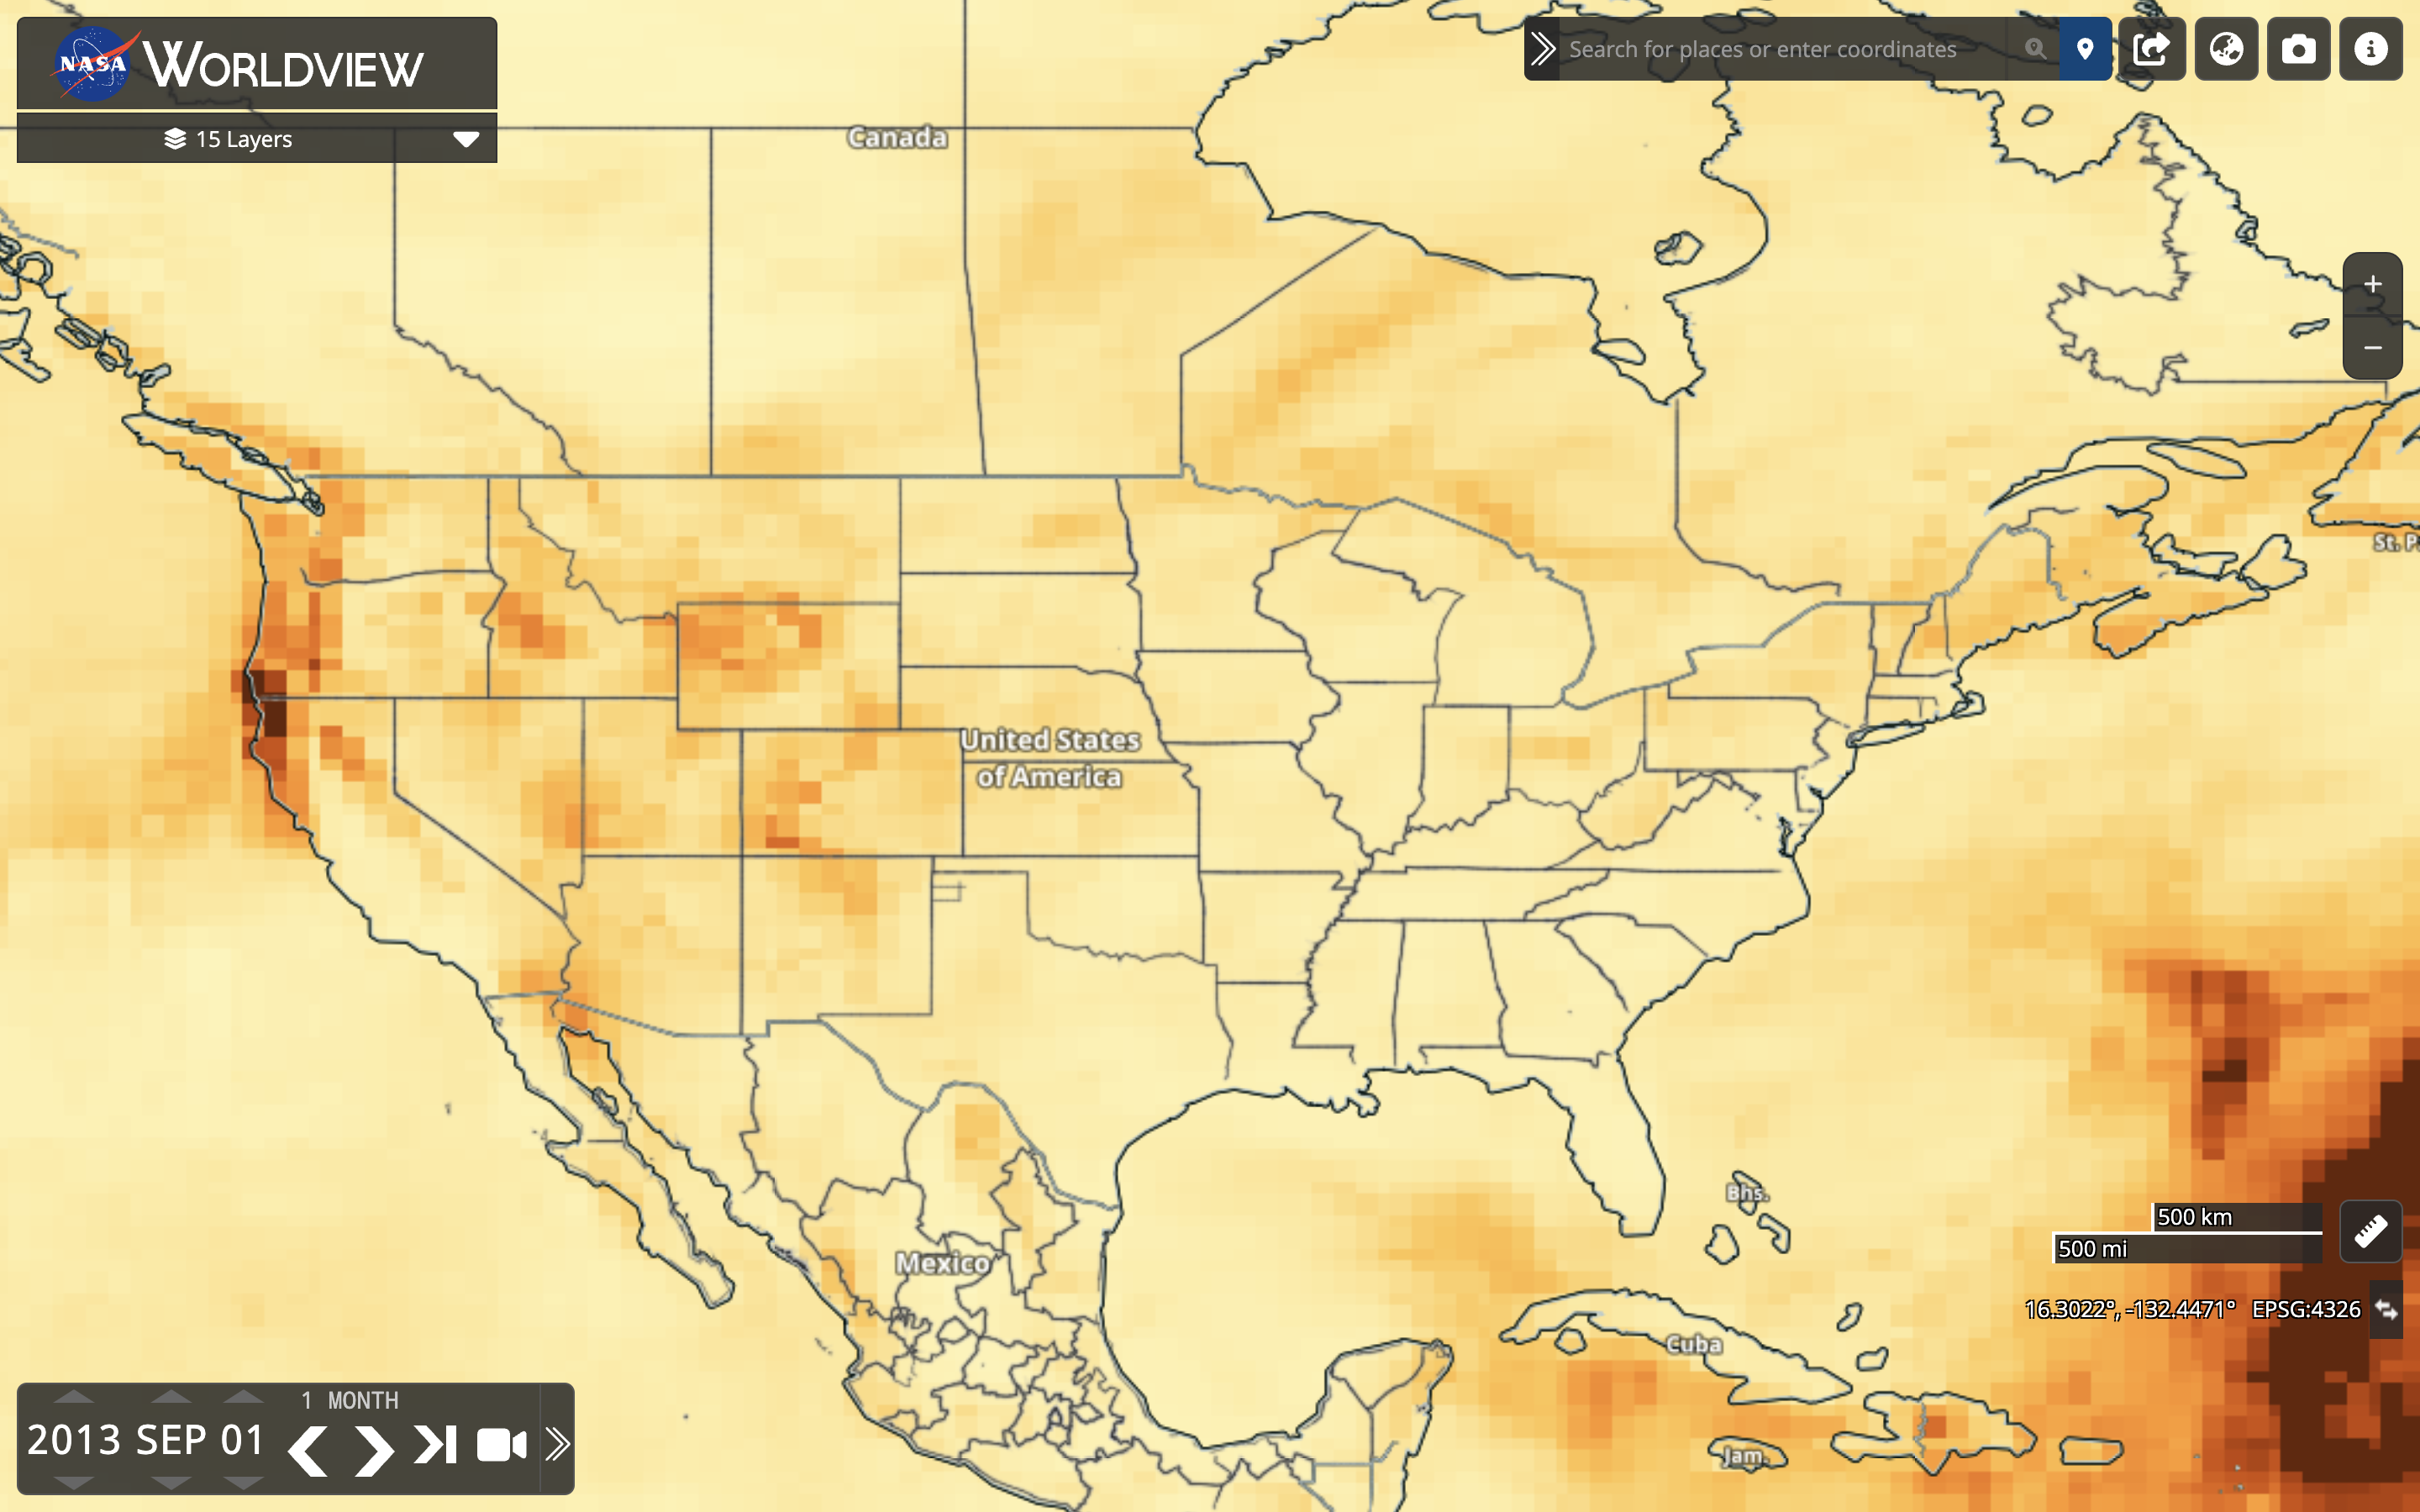 NASA WORLDVIEW
15 Layers
Search for places or enter coordinates
Canada
St. P
United States
of America
Bhs.
500 km
500 mi
Mexico
16.3022°, -132.4471° EPSG:4326
Cuba
Jam.
1 MONTH
2013 SEP 01